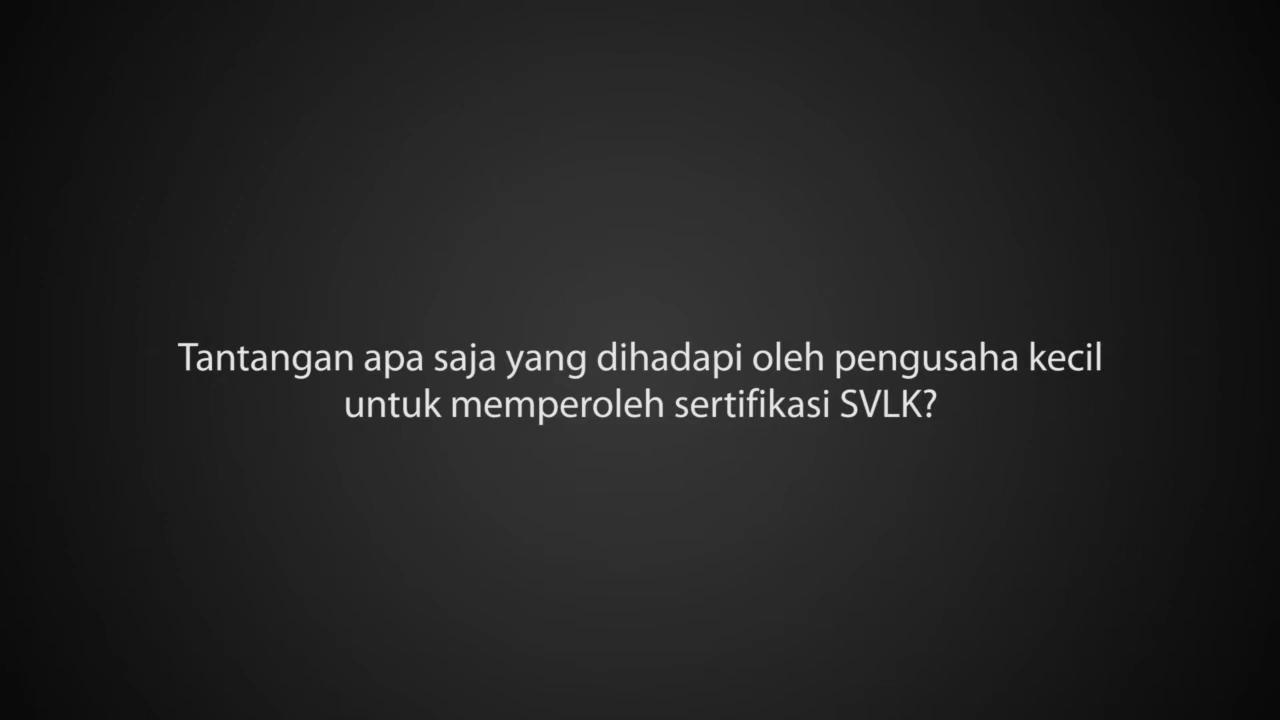 Tantangan apa saja yang dihadapi oleh pengusaha kecil
untuk memperoleh sertifikasi SVLK?